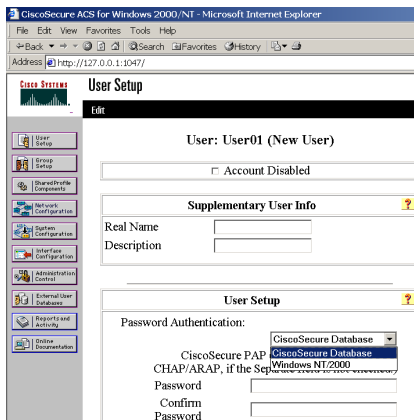 CiscoSecure ACS for Windows 2000/NT - Microsoft Internet Explorer
File Edit View Favorites Tools Help
Back Search Favorites History
Address http://127.0.0.1:1047/
CISCO SYSTEMS
User Setup
Edit
User Setup
Group Setup
Shared Profile Components
Network Configuration
System Configuration
Interface Configuration
Administration Control
External User Databases
Reports and Activity
Online Documentation
User: User01 (New User)
Account Disabled
Supplementary User Info ?
Real Name
Description
User Setup ?
Password Authentication:
CiscoSecure Database
CiscoSecure Database
Windows NT/2000
CiscoSecure PAP
CHAP/ARAP, if the Separate field is not checked.)
Password
Confirm
Password